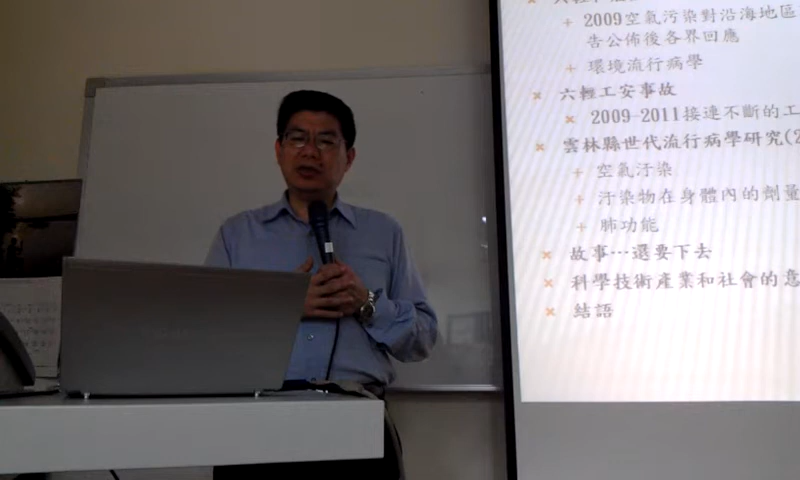 2009空氣污染對沿海地區
告公佈後各界回應
環境流行病學
六輕工安事故
2009-2011接連不斷的工
雲林縣世代流行病學研究(2
空氣汙染
汙染物在身體內的劑量
肺功能
故事…還要下去
科學技術產業和社會的意
結語